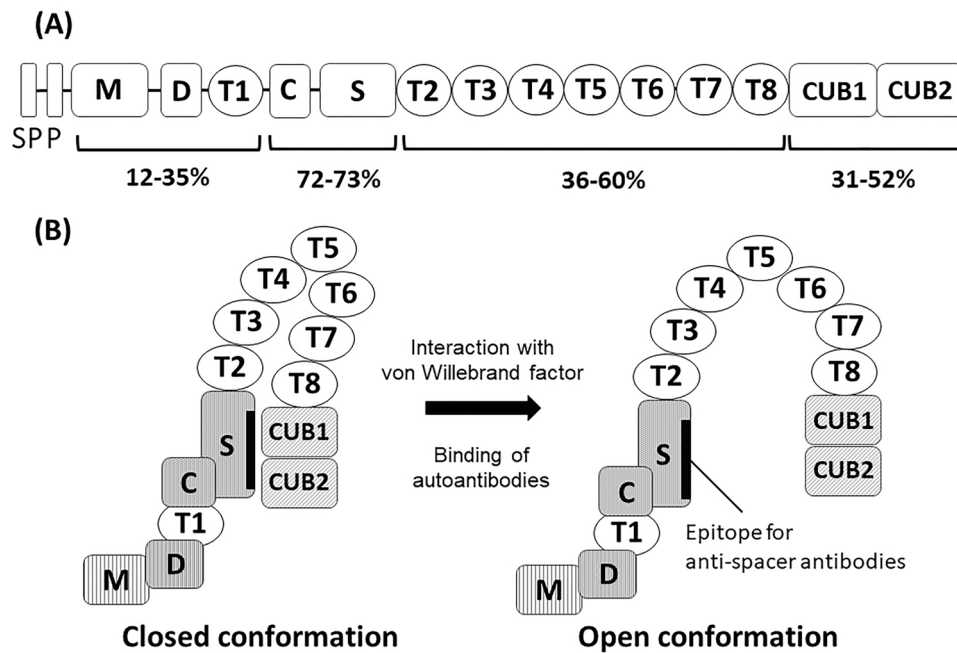 (A)
M D T1 C S T2 T3 T4 T5 T6 T7 T8 CUB1 CUB2
SP P
12-35% 72-73% 36-60% 31-52%
(B)
T5
T4
T6
T3
T7
T2
T8
S
CUB1
CUB2
C
T1
D
M
Closed conformation
Interaction with
von Willebrand factor
Binding of
autoantibodies
T5
T4
T6
T3
T7
T2
T8
CUB1
S
CUB2
C
T1
D
M
Epitope for
anti-spacer antibodies
Open conformation